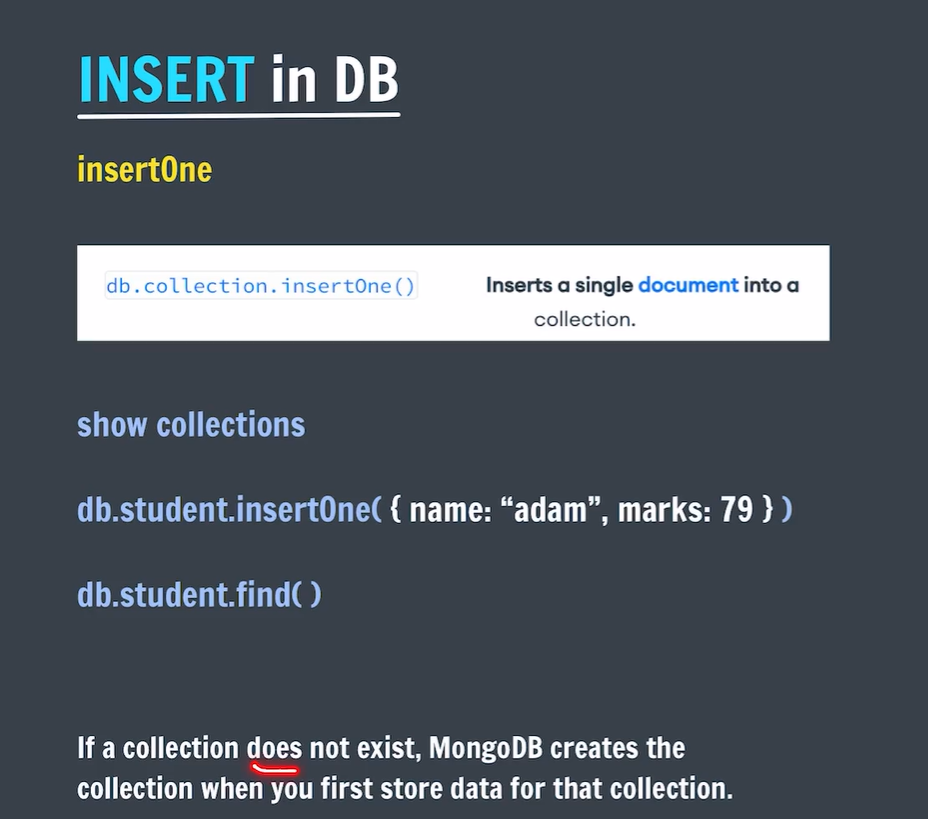 INSERT in DB
insertOne
db.collection.insertOne() Inserts a single document into a
collection.
show collections
db.student.insertOne( { name: “adam”, marks: 79 } )
db.student.find( )
If a collection does not exist, MongoDB creates the
collection when you first store data for that collection.